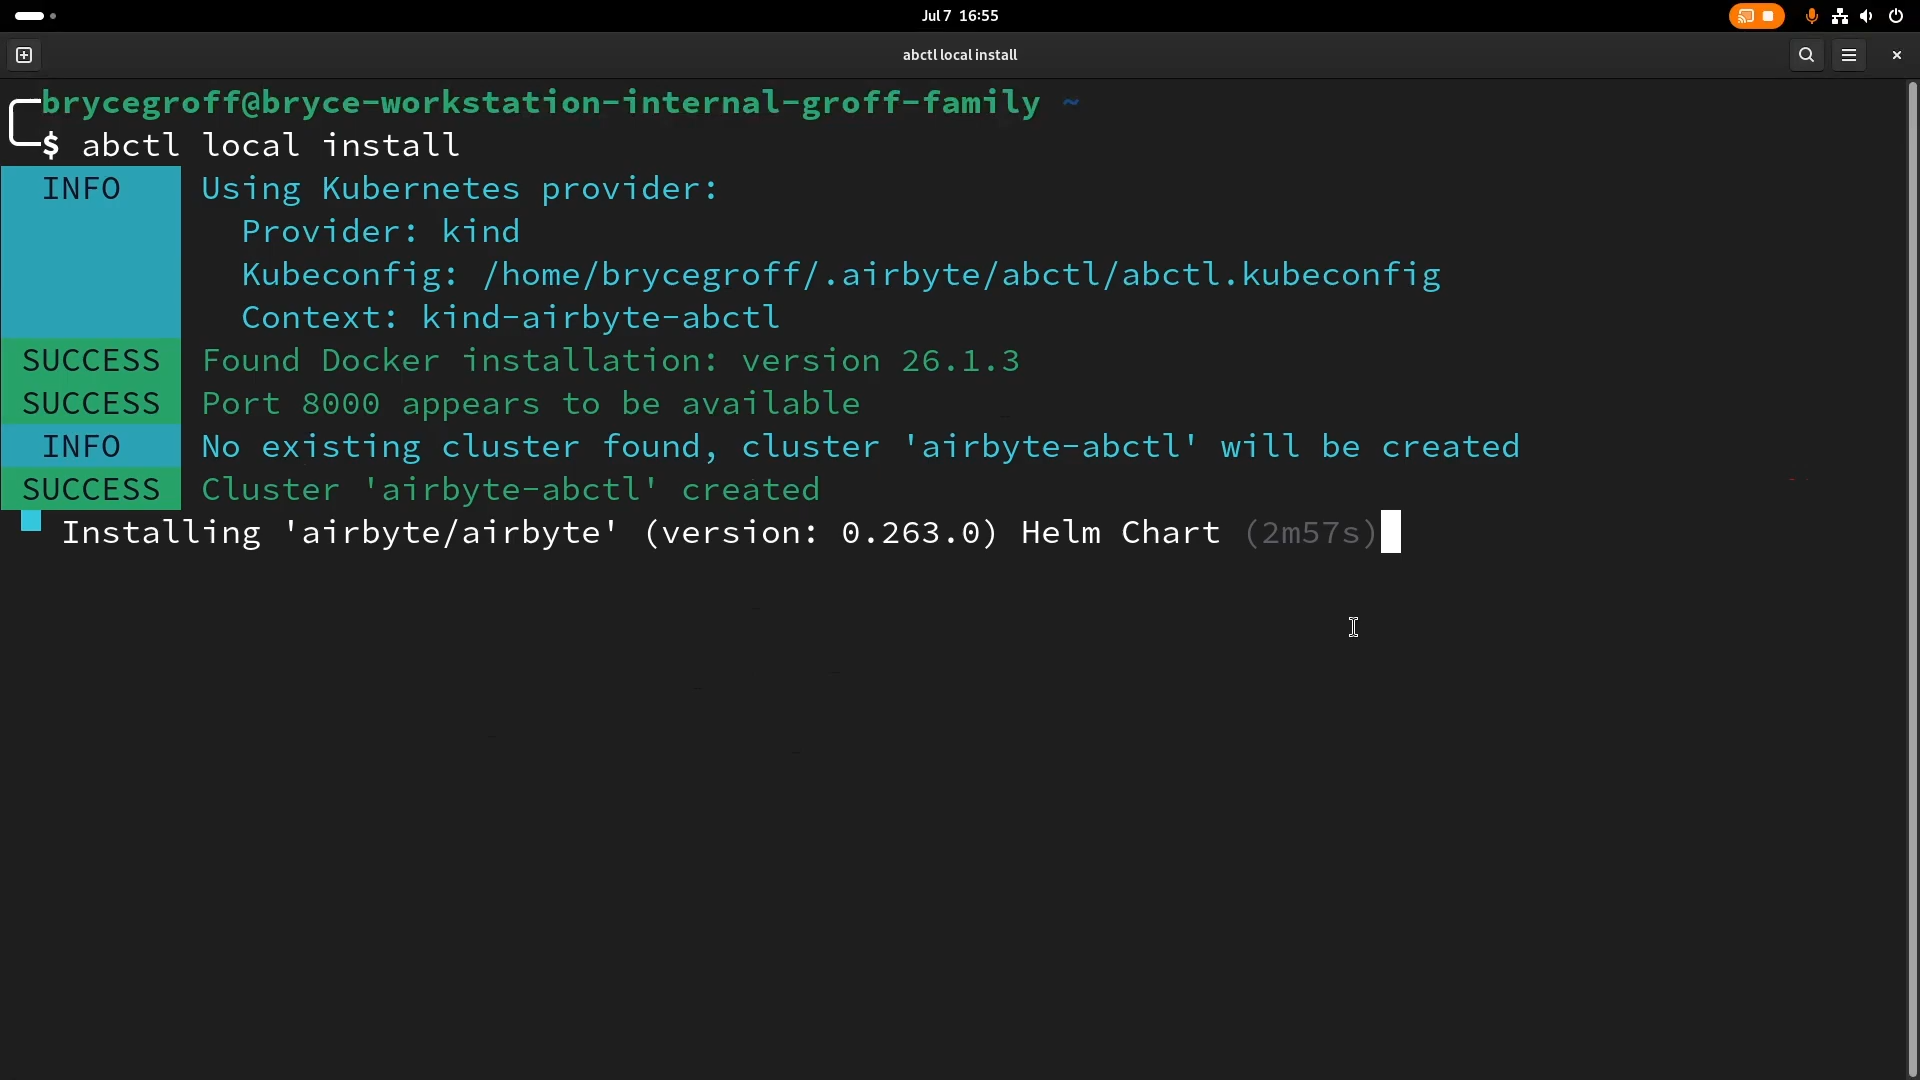 Jul 7 16:55
abctl local install
brycegroff@bryce-workstation-internal-groff-family ~
$ abctl local install
INFO Using Kubernetes provider:
Provider: kind
Kubeconfig: /home/brycegroff/.airbyte/abctl/abctl.kubeconfig
Context: kind-airbyte-abctl
SUCCESS Found Docker installation: version 26.1.3
SUCCESS Port 8000 appears to be available
INFO No existing cluster found, cluster 'airbyte-abctl' will be created
SUCCESS Cluster 'airbyte-abctl' created
Installing 'airbyte/airbyte' (version: 0.263.0) Helm Chart (2m57s)